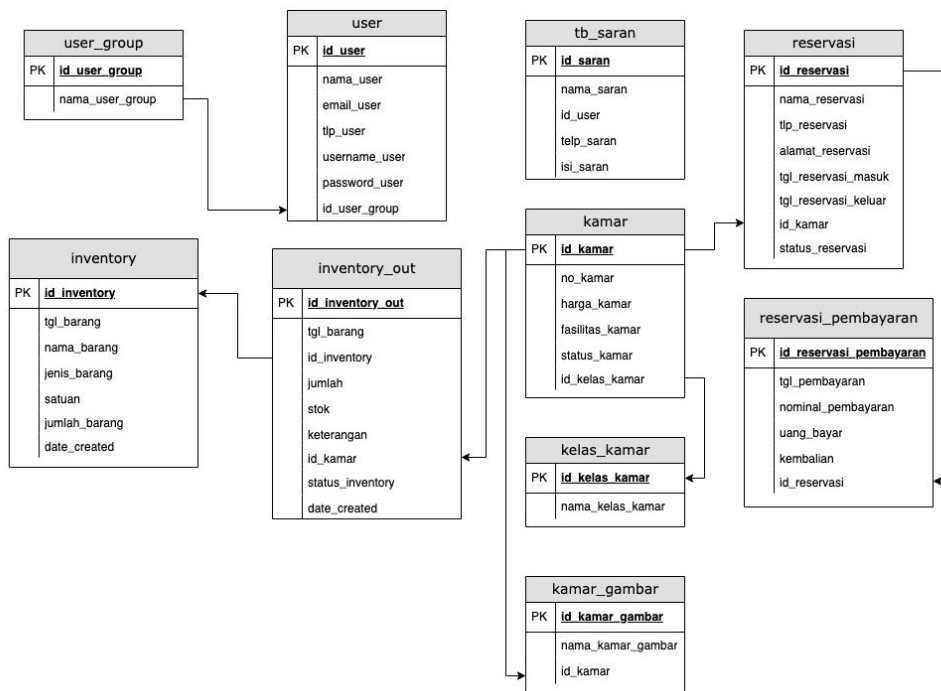 user_group
PK id_user_group
nama_user_group
user
PK id_user
nama_user
email_user
tlp_user
username_user
password_user
id_user_group
tb_saran
PK id_saran
nama_saran
id_user
telp_saran
isi_saran
reservasi
PK id_reservasi
nama_reservasi
tlp_reservasi
alamat_reservasi
tgl_reservasi_masuk
tgl_reservasi_keluar
id_kamar
status_reservasi
inventory
PK id_inventory
tgl_barang
nama_barang
jenis_barang
satuan
jumlah_barang
date_created
inventory_out
PK id_inventory_out
tgl_barang
id_inventory
jumlah
stok
keterangan
id_kamar
status_inventory
date_created
kamar
PK id_kamar
no_kamar
harga_kamar
fasilitas_kamar
status_kamar
id_kelas_kamar
reservasi_pembayaran
PK id_reservasi_pembayaran
tgl_pembayaran
nominal_pembayaran
uang_bayar
kembalian
id_reservasi
kelas_kamar
PK id_kelas_kamar
nama_kelas_kamar
kamar_gambar
PK id_kamar_gambar
nama_kamar_gambar
id_kamar